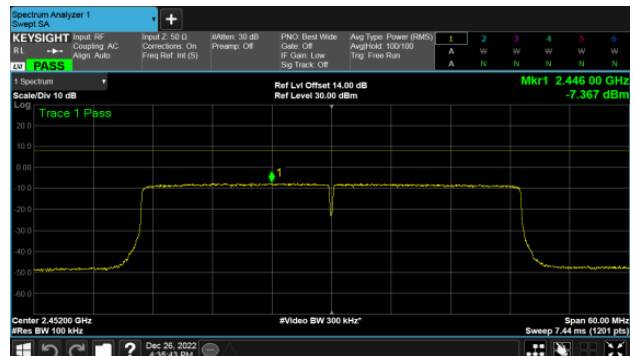 Spectrum Analyzer 1
Swept SA
+
KEYSIGHT Input: RF Input Z: 50 Ω #Atten: 30 dB PNO: Best Wide Avg Type: Power (RMS) 1 2 3 4 5 6
RL Coupling: AC Corrections: On Preamp: Off Gate: Off Avg|Hold: 100/100 A W W W W W
Align: Auto Freq Ref: Int (S) IF Gain: Low Trig: Free Run
PASS Sig Track: Off A N N N N N
1 Spectrum Ref Lvl Offset 14.00 dB Mkr1 2.446 00 GHz
Scale/Div 10 dB Ref Level 30.00 dBm -7.367 dBm
Log
Trace 1 Pass
20.0
10.0
0.00
1
-10.0
-20.0
-30.0
-40.0
-50.0
-60.0
Center 2.45200 GHz #Video BW 300 kHz* Span 60.00 MHz
#Res BW 100 kHz Sweep 7.44 ms (1201 pts)
? Dec 26, 2022
4:35:43 PM